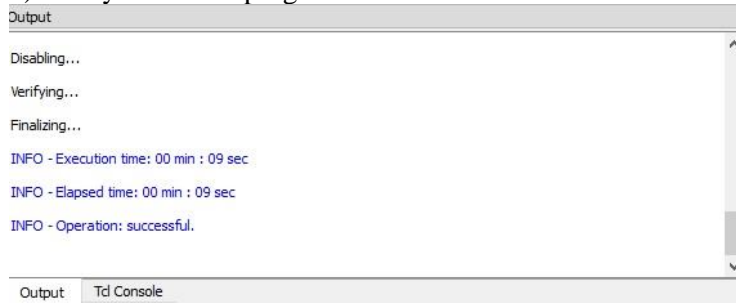 Output
Disabling...
Verifying...
Finalizing...
INFO - Execution time: 00 min : 09 sec
INFO - Elapsed time: 00 min : 09 sec
INFO - Operation: successful.
Output Tcl Console